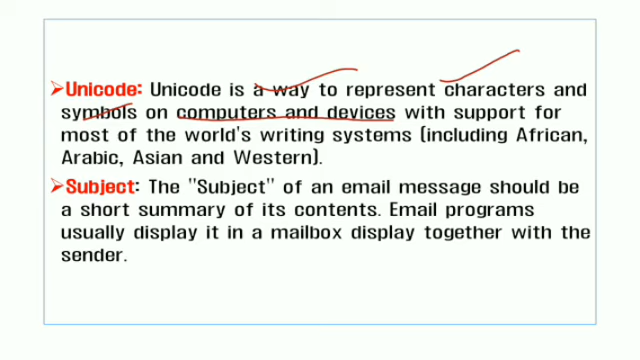 ➢Unicode: Unicode is a way to represent characters and
symbols on computers and devices with support for
most of the world's writing systems (including African,
Arabic, Asian and Western).
➢Subject: The "Subject" of an email message should be
a short summary of its contents. Email programs
usually display it in a mailbox display together with the
sender.